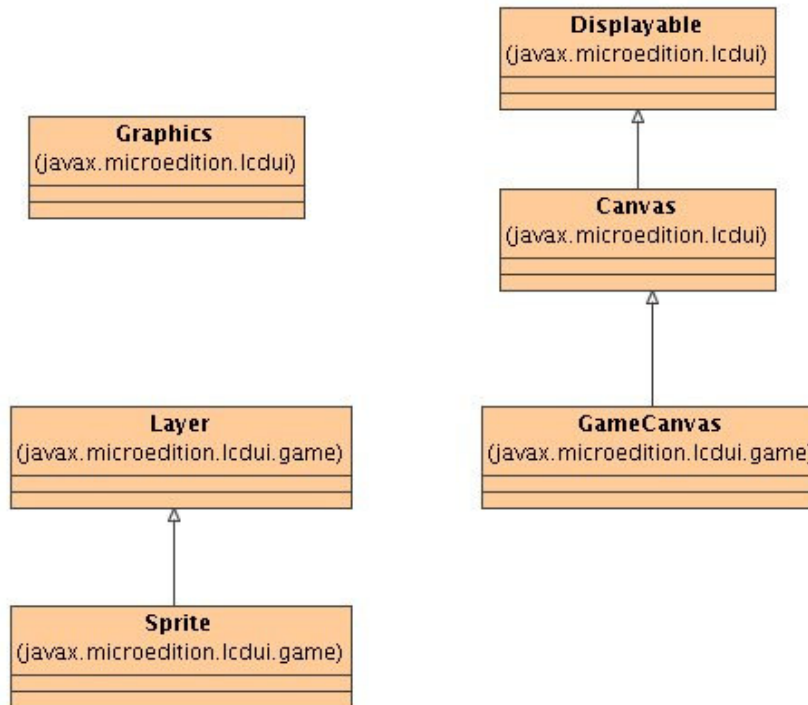 Displayable
(javax.microedition.lcdui)
Graphics
(javax.microedition.lcdui)
Canvas
(javax.microedition.lcdui)
Layer
(javax.microedition.lcdui.game)
GameCanvas
(javax.microedition.lcdui.game)
Sprite
(javax.microedition.lcdui.game)